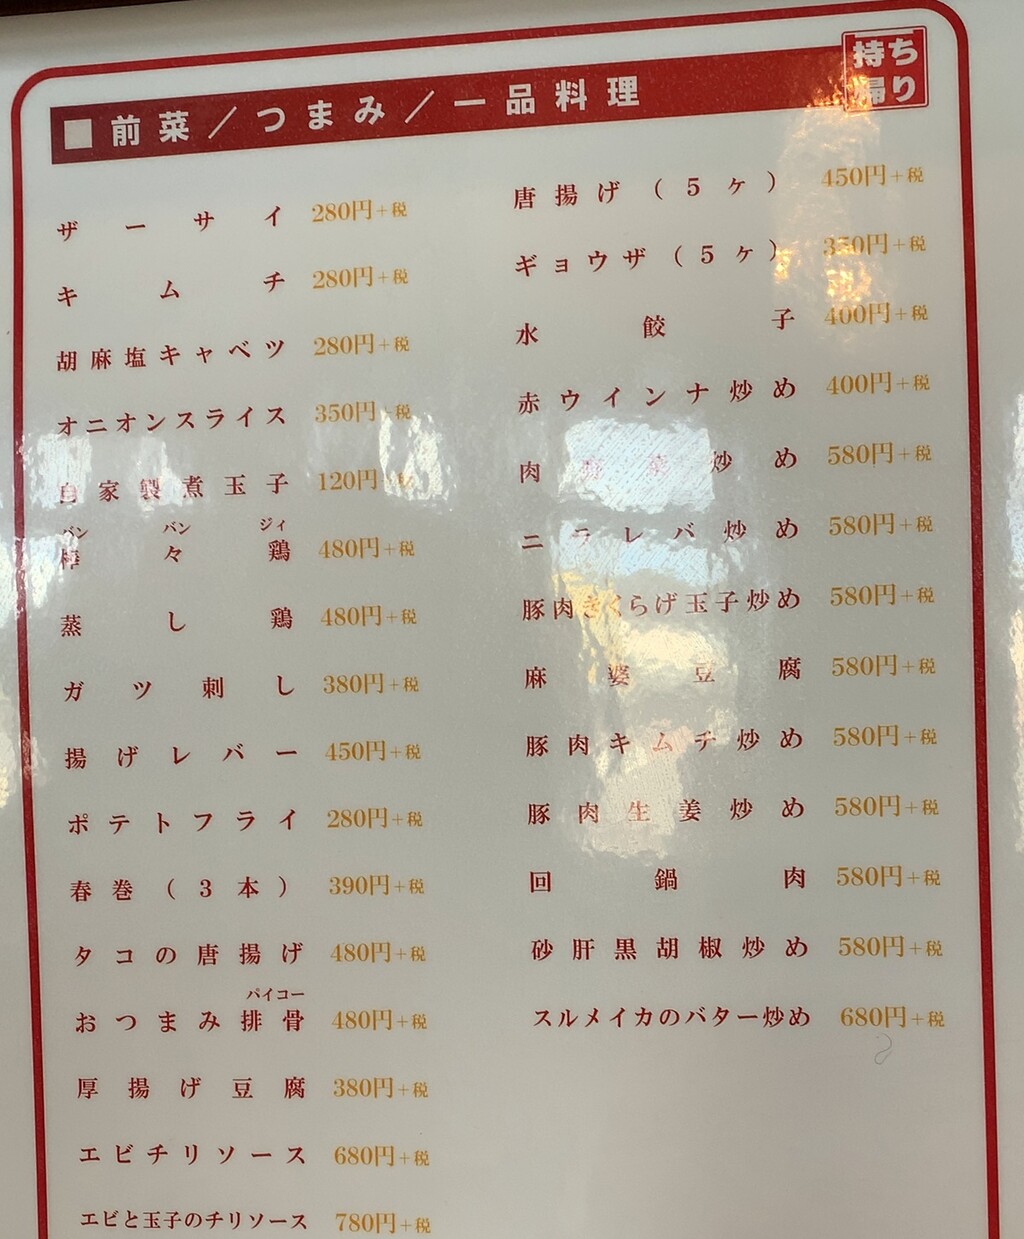 ■前菜／つまみ／一品料理
持ち
帰り
ザーサイ 280円+税
キムチ 280円+税
胡麻塩キャベツ 280円+税
オニオンスライス 350円+税
自家製煮玉子 120円+税
バンバンジィ
棒々鶏 480円+税
蒸し鶏 480円+税
ガツ刺し 380円+税
揚げレバー 450円+税
ポテトフライ 280円+税
春巻(3本) 390円+税
タコの唐揚げ 480円+税
パイコー
おつまみ排骨 480円+税
厚揚げ豆腐 380円+税
エビチリソース 680円+税
エビと玉子のチリソース 780円+税
唐揚げ(5ヶ) 450円+税
ギョウザ(5ヶ) 350円+税
水餃子 400円+税
赤ウインナ炒め 400円+税
肉野菜炒め 580円+税
ニラレバ炒め 580円+税
豚肉きくらげ玉子炒め 580円+税
麻婆豆腐 580円+税
豚肉キムチ炒め 580円+税
豚肉生姜炒め 580円+税
回鍋肉 580円+税
砂肝黒胡椒炒め 580円+税
スルメイカのバター炒め 680円+税